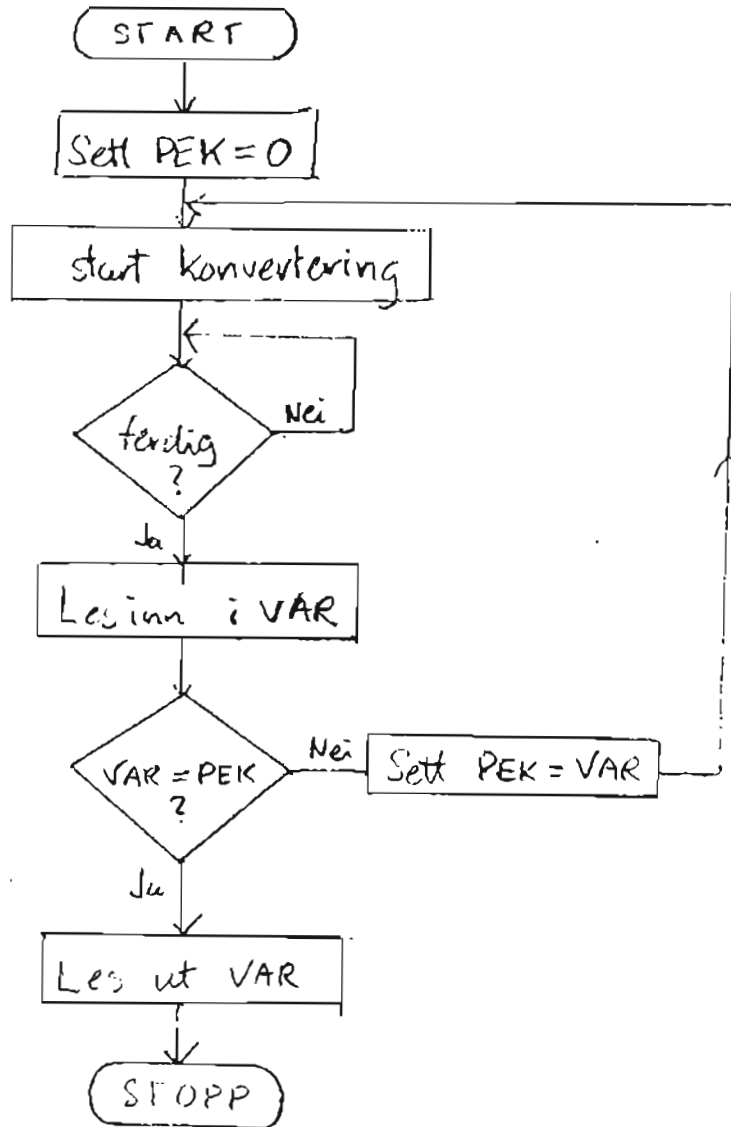 START
Sett PEK = 0
start konvertering
ferdig
?
Nei
Ja
Les inn i VAR
VAR = PEK
?
Nei
Sett PEK = VAR
Ja
Les ut VAR
STOPP